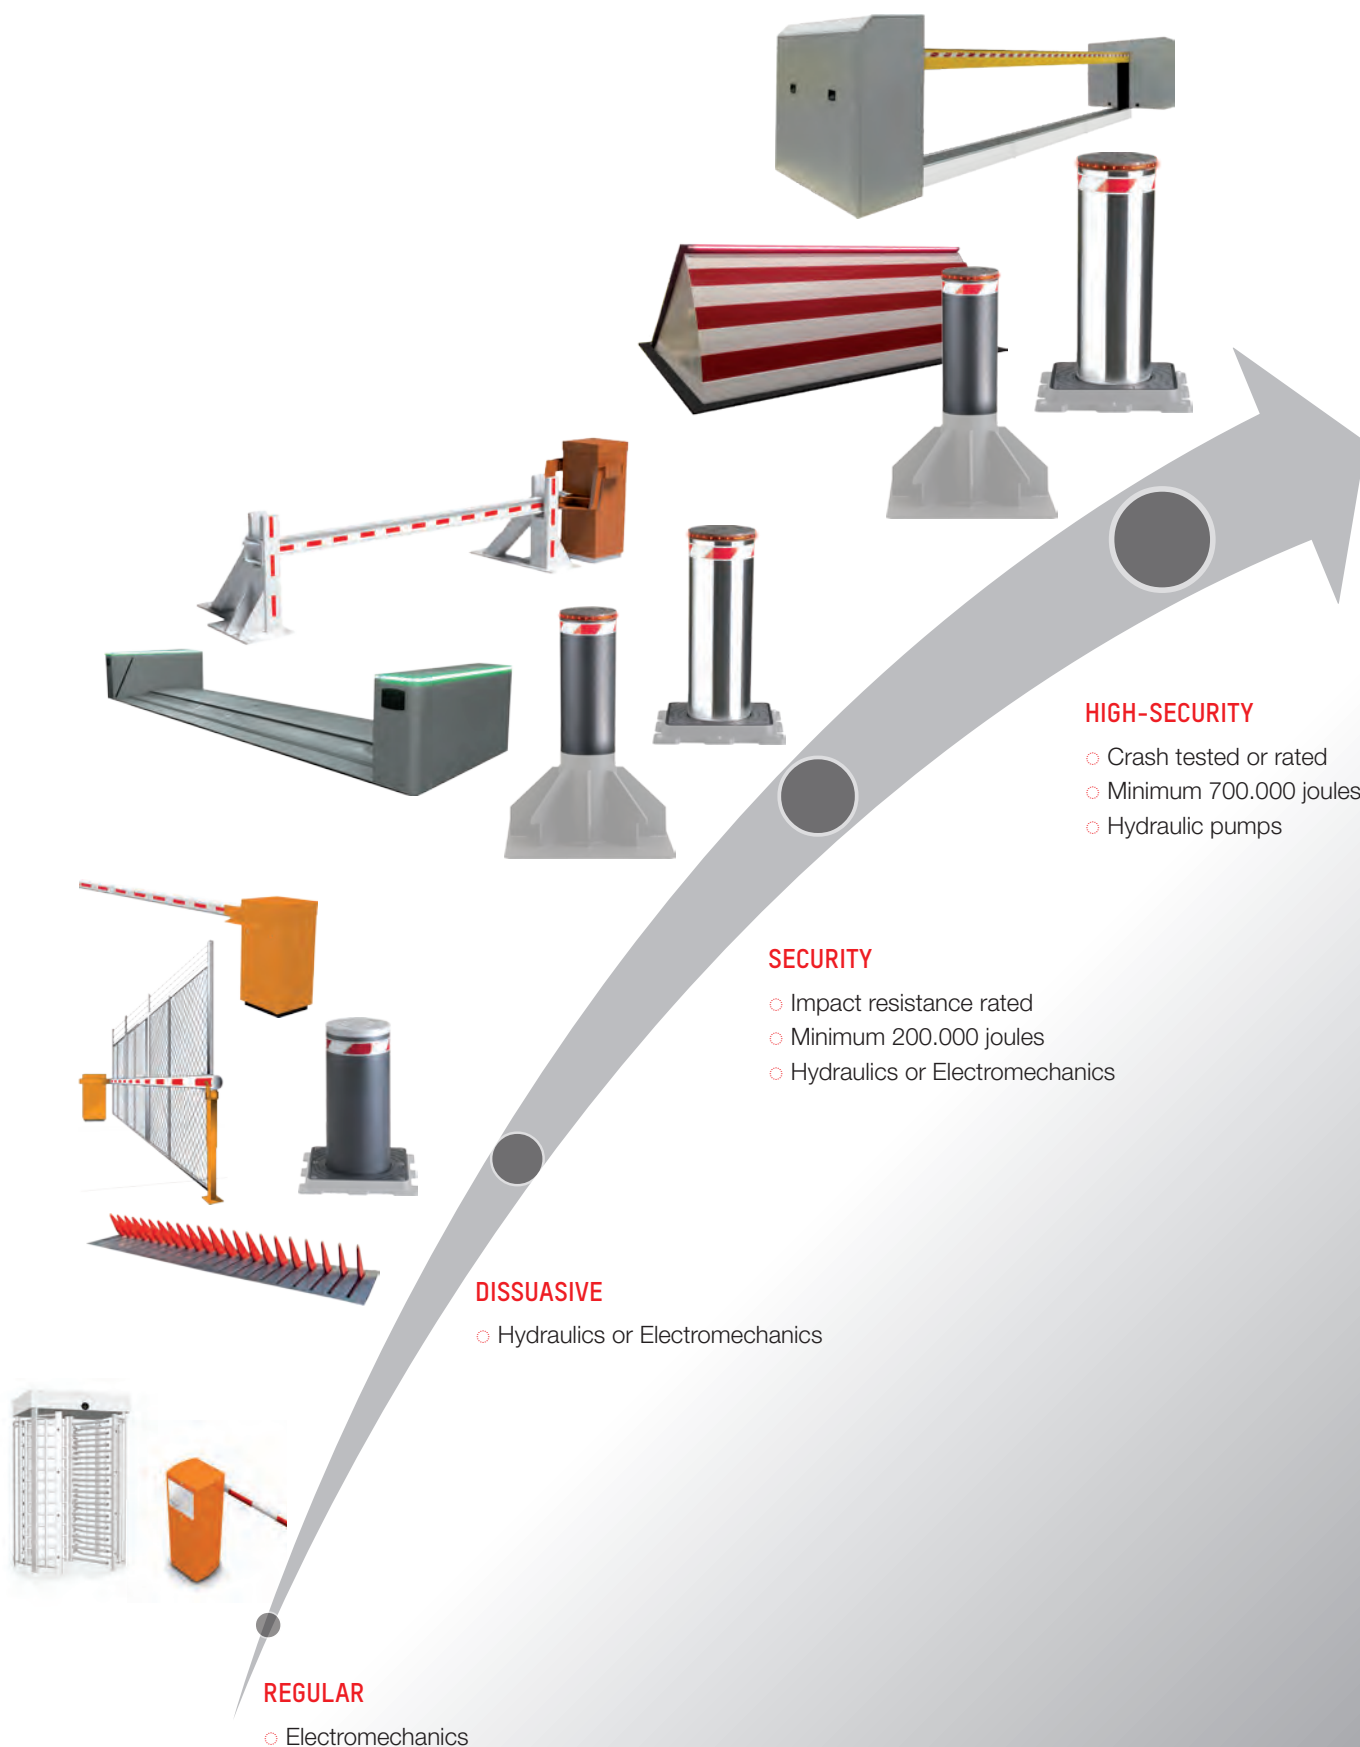 HIGH-SECURITY
Crash tested or rated
Minimum 700.000 joules
Hydraulic pumps
SECURITY
Impact resistance rated
Minimum 200.000 joules
Hydraulics or Electromechanics
DISSUASIVE
Hydraulics or Electromechanics
REGULAR
Electromechanics